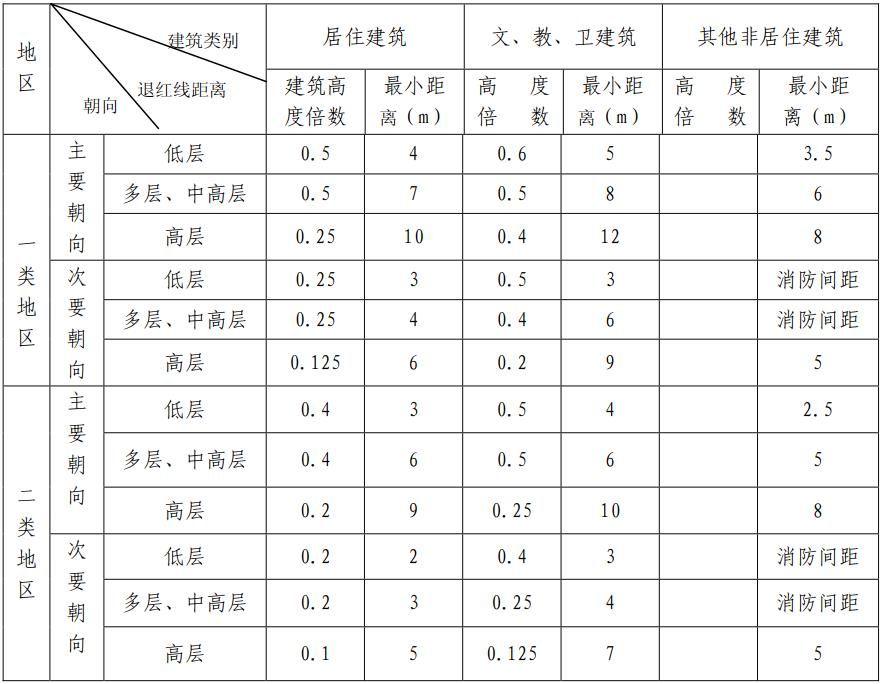 地区 建筑类别 退红线距离 朝向 居住建筑 文、教、卫建筑 其他非居住建筑
建筑高度倍数 最小距离(m) 高度倍数 最小距离(m) 高度倍数 最小距离(m)
一类地区 主要朝向 低层 0.5 4 0.6 5 3.5
多层、中高层 0.5 7 0.5 8 6
高层 0.25 10 0.4 12 8
次要朝向 低层 0.25 3 0.5 3 消防间距
多层、中高层 0.25 4 0.4 6 消防间距
高层 0.125 6 0.2 9 5
二类地区 主要朝向 低层 0.4 3 0.5 4 2.5
多层、中高层 0.4 6 0.5 6 5
高层 0.2 9 0.25 10 8
次要朝向 低层 0.2 2 0.4 3 消防间距
多层、中高层 0.2 3 0.25 4 消防间距
高层 0.1 5 0.125 7 5